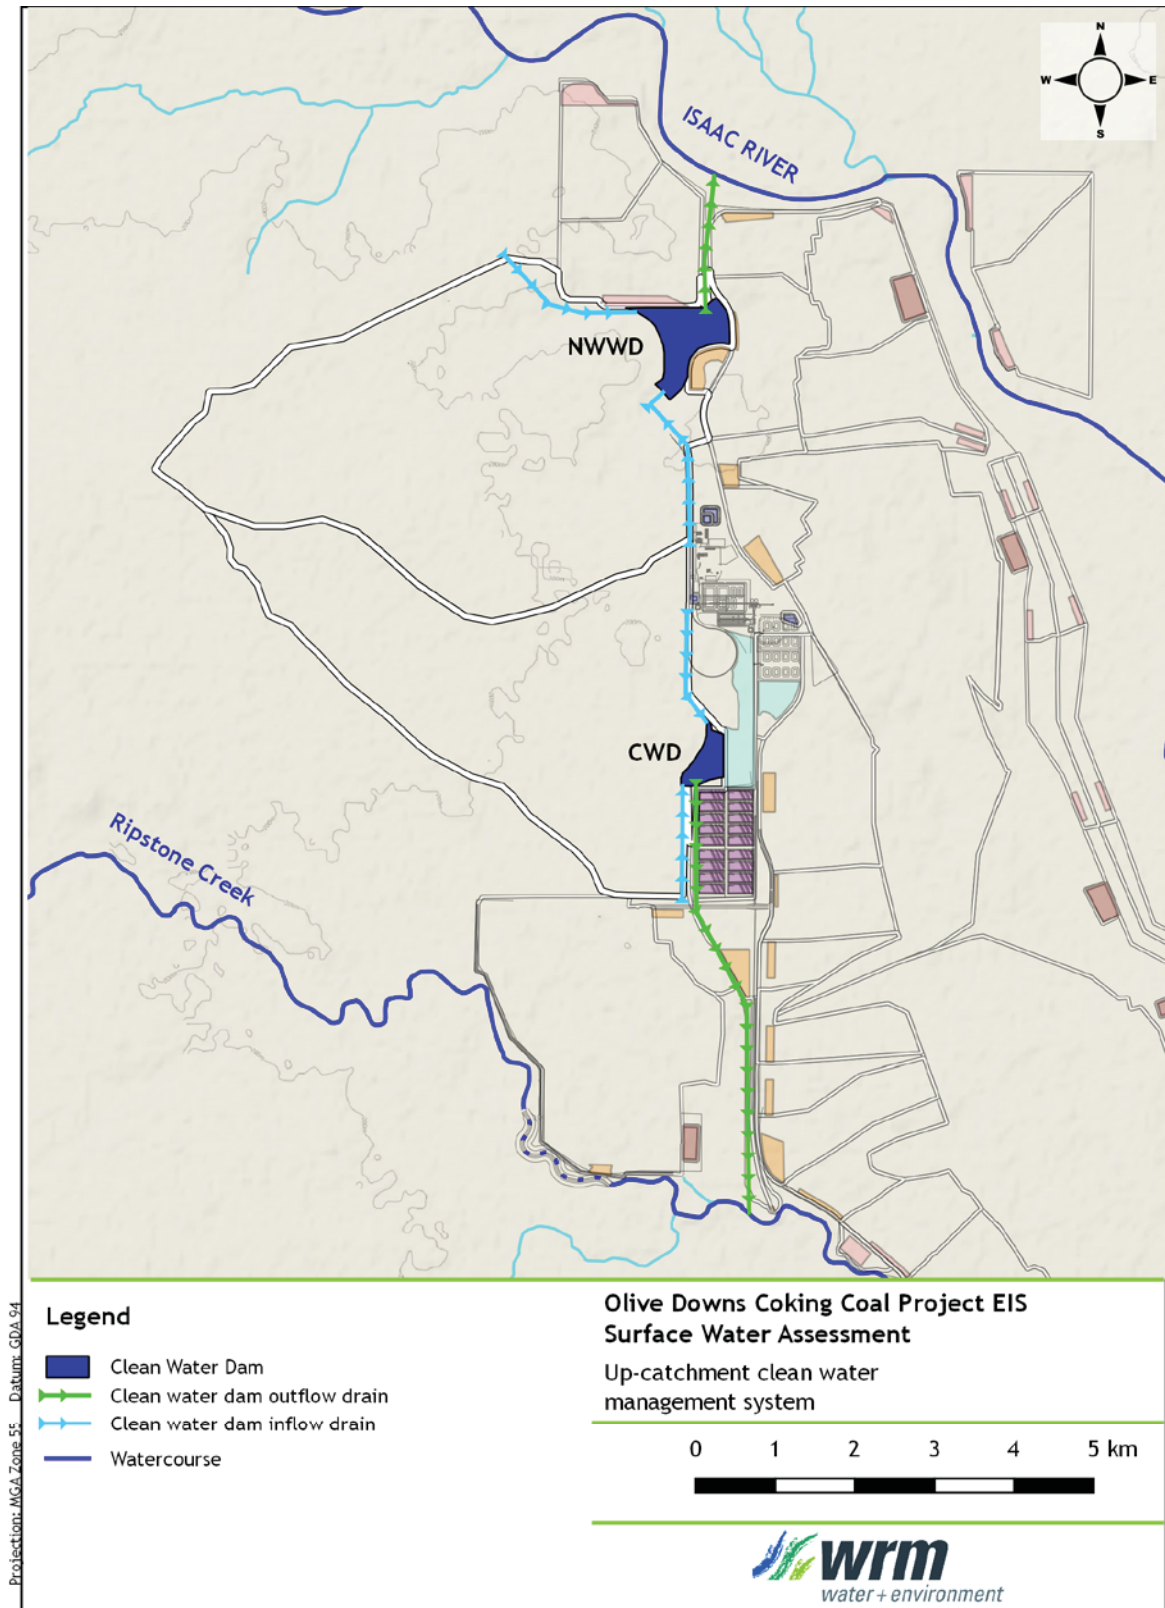 N
W E
S
ISAAC RIVER
NWWD
CWD
Ripstone Creek
Projection: MGA Zone 55 Datum: GDA 94
Legend
Clean Water Dam
Clean water dam outflow drain
Clean water dam inflow drain
Watercourse
Olive Downs Coking Coal Project EIS
Surface Water Assessment
Up-catchment clean water
management system
0 1 2 3 4 5 km
wrm
water + environment